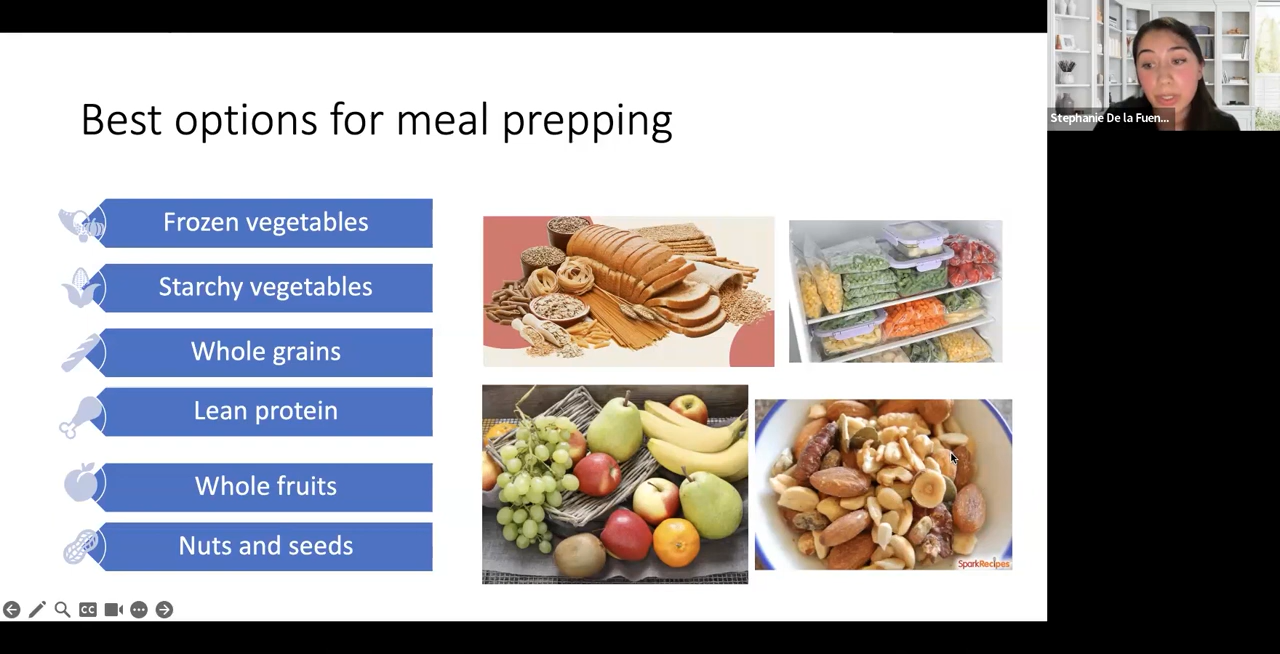 Best options for meal prepping
Frozen vegetables
Starchy vegetables
Whole grains
Lean protein
Whole fruits
Nuts and seeds
SparkRecipes
CC
Stephanie De la Fuen...